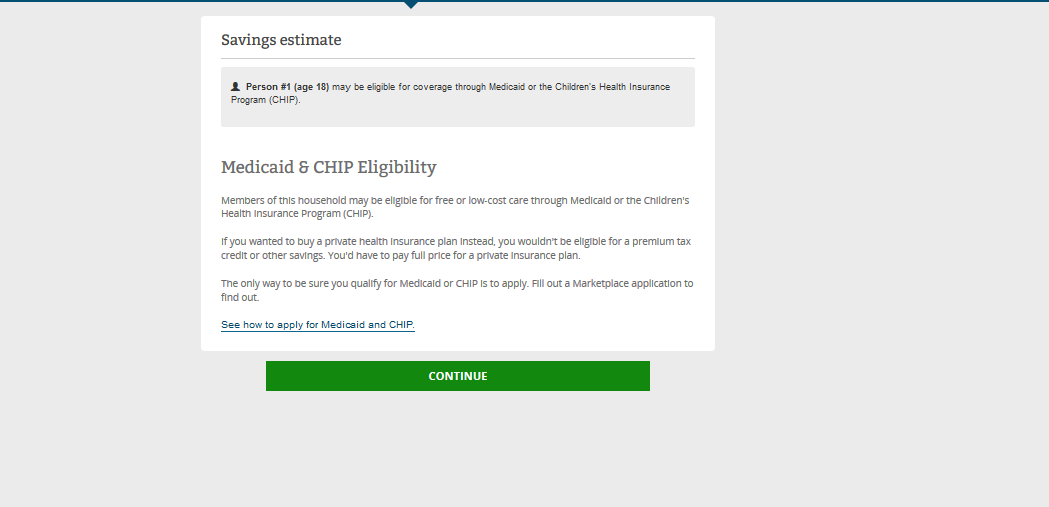 Savings estimate
Person #1 (age 18) may be eligible for coverage through Medicaid or the Children's Health Insurance
Program (CHIP).
Medicaid & CHIP Eligibility
Members of this household may be eligible for free or low-cost care through Medicaid or the Children's
Health Insurance Program (CHIP).
If you wanted to buy a private health insurance plan instead, you wouldn't be eligible for a premium tax
credit or other savings. You'd have to pay full price for a private insurance plan.
The only way to be sure you qualify for Medicaid or CHIP is to apply. Fill out a Marketplace application to
find out.
See how to apply for Medicaid and CHIP.
CONTINUE